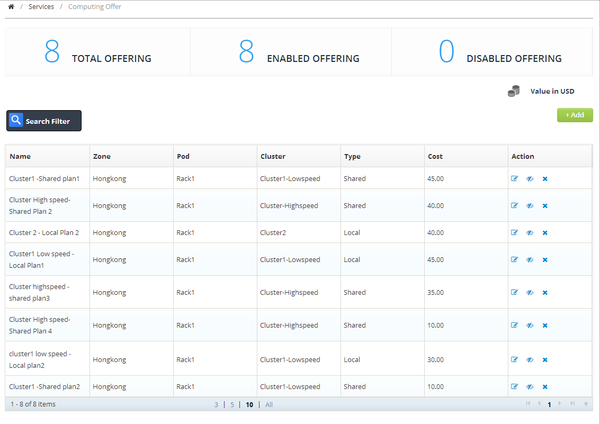 / Services / Computing Offer
8 TOTAL OFFERING 8 ENABLED OFFERING 0 DISABLED OFFERING
Value in USD
Search Filter + Add
Name Zone Pod Cluster Type Cost Action
Cluster1 -Shared plan1 Hongkong Rack1 Cluster1-Lowspeed Shared 45.00
Cluster High speed-
Shared Plan 2 Hongkong Rack1 Cluster-Highspeed Shared 40.00
Cluster 2 - Local Plan 2 Hongkong Rack1 Cluster2 Local 40.00
Cluster1 Low speed -
Local Plan1 Hongkong Rack1 Cluster1-Lowspeed Local 45.00
Cluster highspeed -
shared plan3 Hongkong Rack1 Cluster-Highspeed Shared 35.00
Cluster High speed-
Shared Plan 4 Hongkong Rack1 Cluster-Highspeed Shared 10.00
cluster1 low speed -
Local plan2 Hongkong Rack1 Cluster1-Lowspeed Local 30.00
Cluster1 -Shared plan2 Hongkong Rack1 Cluster1-Lowspeed Shared 10.00
1 - 8 of 8 items 3 | 5 | 10 | All 1